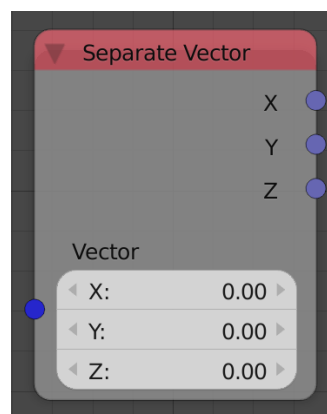 Separate Vector
X
Y
Z
Vector
X: 0.00
Y: 0.00
Z: 0.00